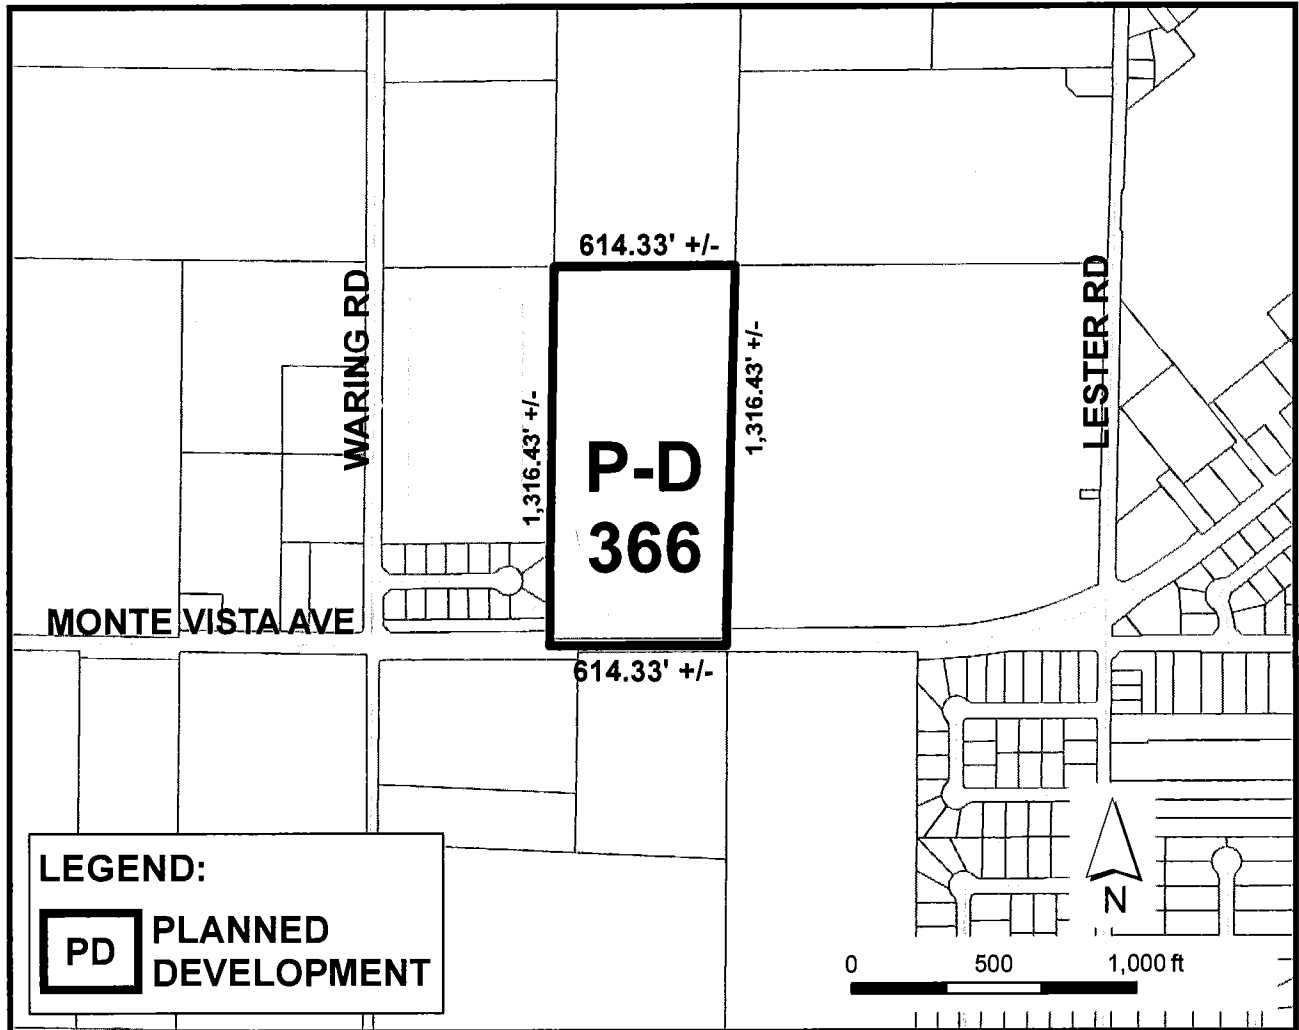 614.33' +/-
WARING RD
LESTER RD
1,316.43' +/-
1,316.43' +/-
P-D
366
MONTE VISTA AVE
614.33' +/-
LEGEND:
PD
PLANNED
DEVELOPMENT
N
0 500 1,000 ft